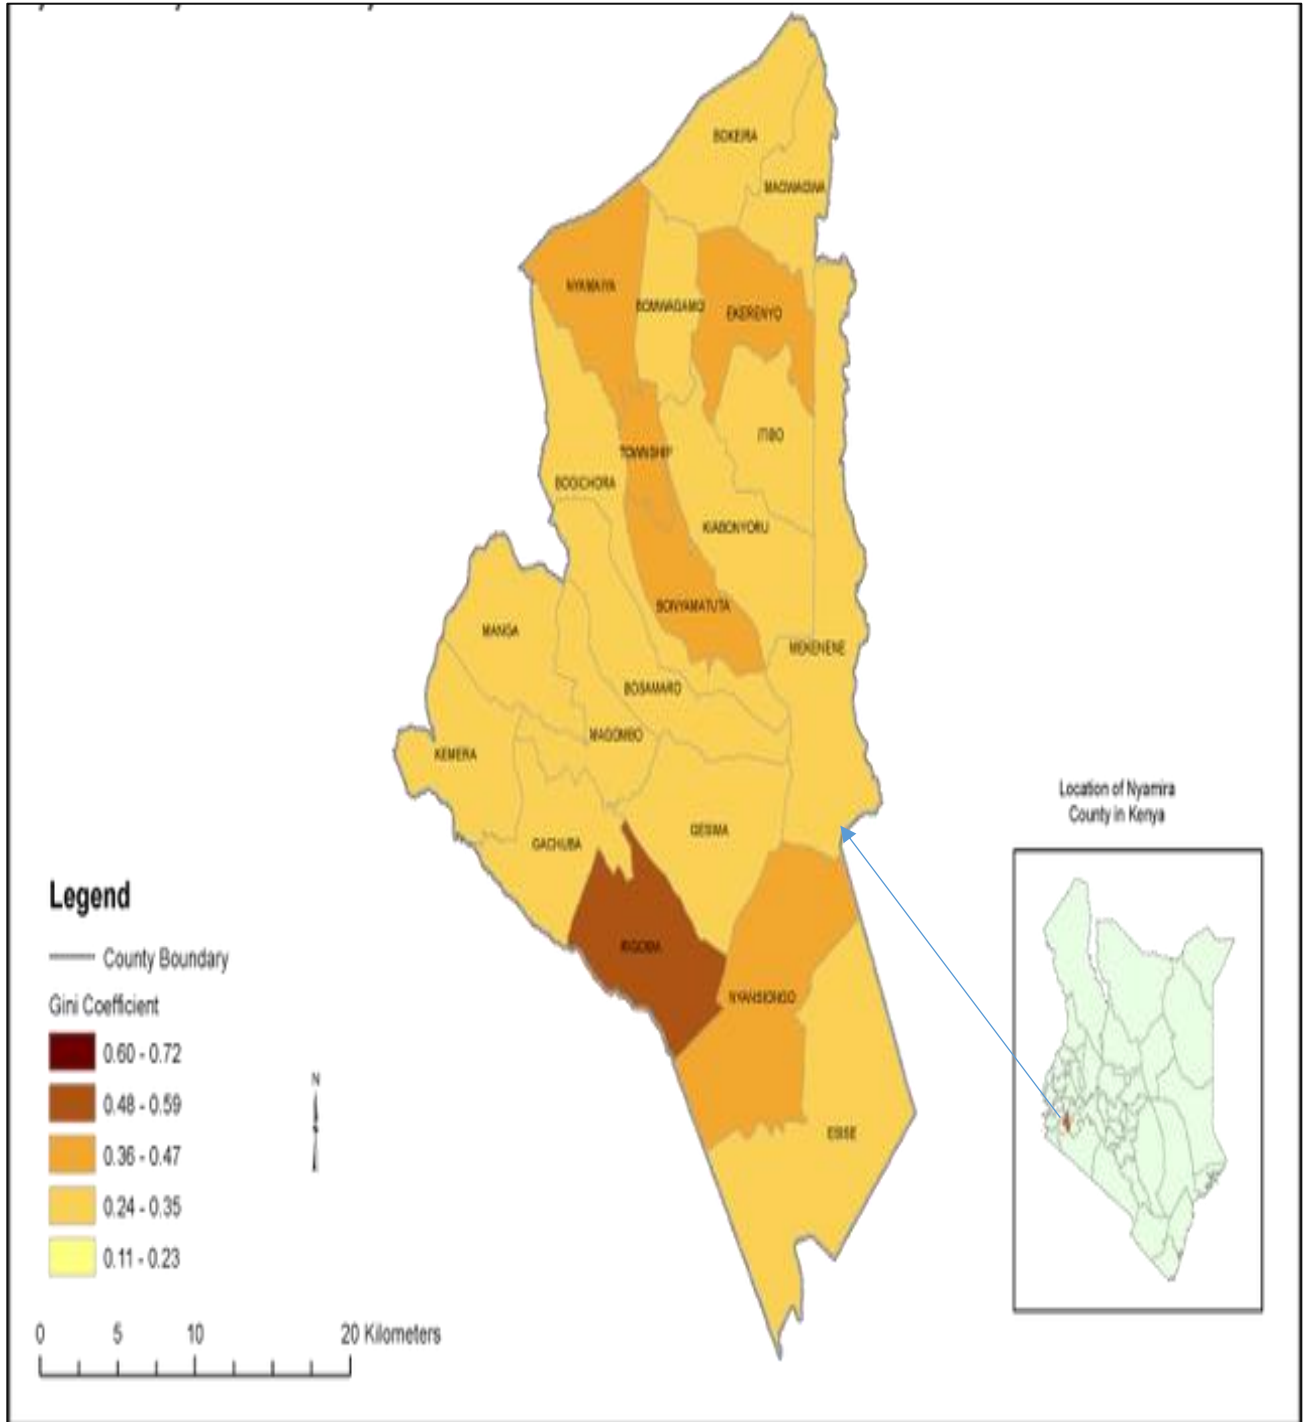 BOKEIRA
MAGWAGWA
NYAMAIYA
BOMWAGAMO
EKERENYO
ITIBO
TOWNSHIP
BOGICHORA
KIABONYORU
BONYAMATUTA
MANGA
MEKENENE
BOSAMARO
MAGOMBO
KEMERA
GESIMA
GACHUBA
RIGOMA
NYANSIONGO
ESISE
Location of Nyamira
County in Kenya
Legend
County Boundary
Gini Coefficient
0.60 - 0.72
0.48 - 0.59
0.36 - 0.47
0.24 - 0.35
0.11 - 0.23
N
0 5 10 20 Kilometers